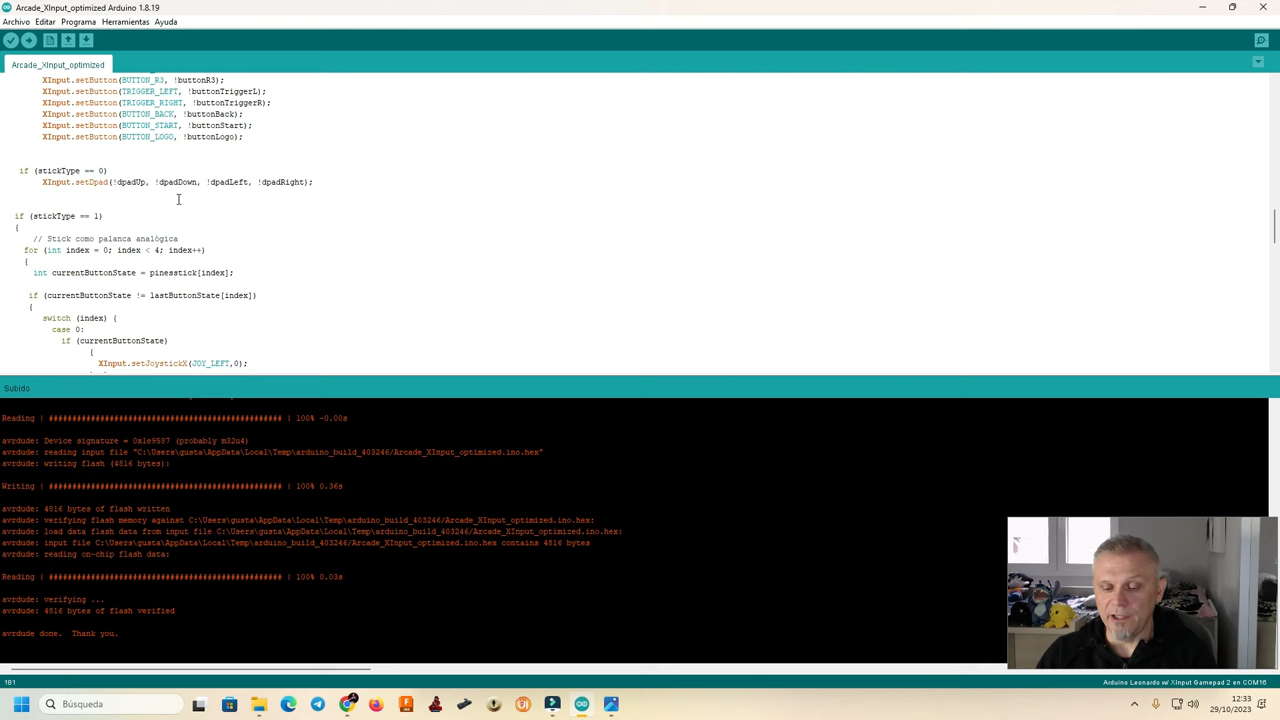 Arcade_XInput_optimized Arduino 1.8.19
Archivo Editar Programa Herramientas Ayuda
Arcade_XInput_optimized
XInput.setButton(BUTTON_R3, !buttonR3);
XInput.setButton(TRIGGER_LEFT, !buttonTriggerL);
XInput.setButton(TRIGGER_RIGHT, !buttonTriggerR);
XInput.setButton(BUTTON_BACK, !buttonBack);
XInput.setButton(BUTTON_START, !buttonStart);
XInput.setButton(BUTTON_LOGO, !buttonLogo);
if (stickType == 0)
XInput.setDpad(!dpadUp, !dpadDown, !dpadLeft, !dpadRight);
if (stickType == 1)
{
// Stick como palanca analógica
for (int index = 0; index < 4; index++)
{
int currentButtonState = pinesstick[index];
if (currentButtonState != lastButtonState[index])
{
switch (index) {
case 0:
if (currentButtonState)
{
XInput.setJoystickX(JOY_LEFT,0);
Subido
Reading | ################################################## | 100% -0.00s
avrdude: Device signature = 0x1e9587 (probably m32u4)
avrdude: reading input file "C:\Users\gusta\AppData\Local\Temp\arduino_build_403246/Arcade_XInput_optimized.ino.hex"
avrdude: writing flash (4816 bytes):
Writing | ################################################## | 100% 0.36s
avrdude: 4816 bytes of flash written
avrdude: verifying flash memory against C:\Users\gusta\AppData\Local\Temp\arduino_build_403246/Arcade_XInput_optimized.ino.hex:
avrdude: load data flash data from input file C:\Users\gusta\AppData\Local\Temp\arduino_build_403246/Arcade_XInput_optimized.ino.hex:
avrdude: input file C:\Users\gusta\AppData\Local\Temp\arduino_build_403246/Arcade_XInput_optimized.ino.hex contains 4816 bytes
avrdude: reading on-chip flash data:
Reading | ################################################## | 100% 0.03s
avrdude: verifying ...
avrdude: 4816 bytes of flash verified
avrdude done. Thank you.
181 Arduino Leonardo w/ XInput Gamepad 2 en COM16
Búsqueda 12:33
29/10/2023